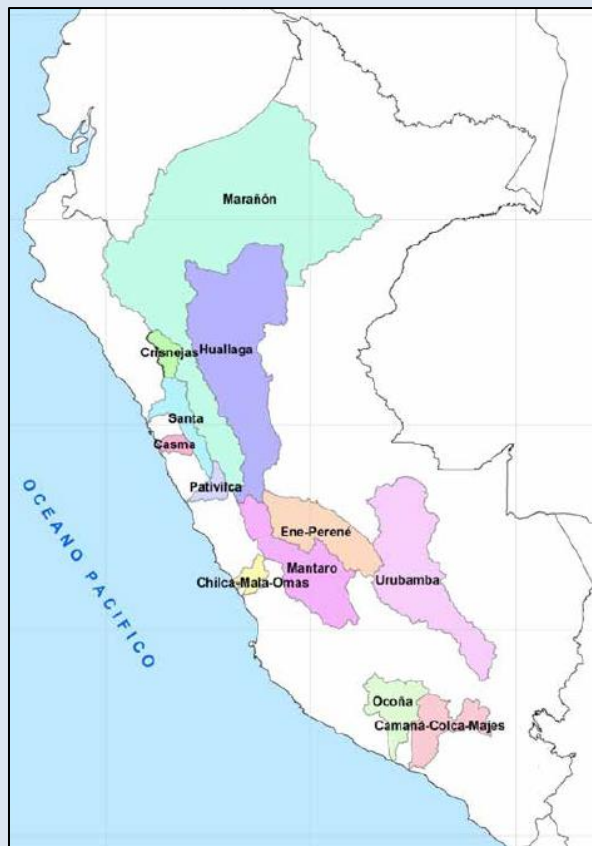 Marañón
Crisnejas
Huallaga
Santa
Casma
Pativilca
Ene-Perené
Mantaro
Chilca-Mala-Omas
Urubamba
Ocoña
Camaná-Colca-Majes
OCEANO PACIFICO